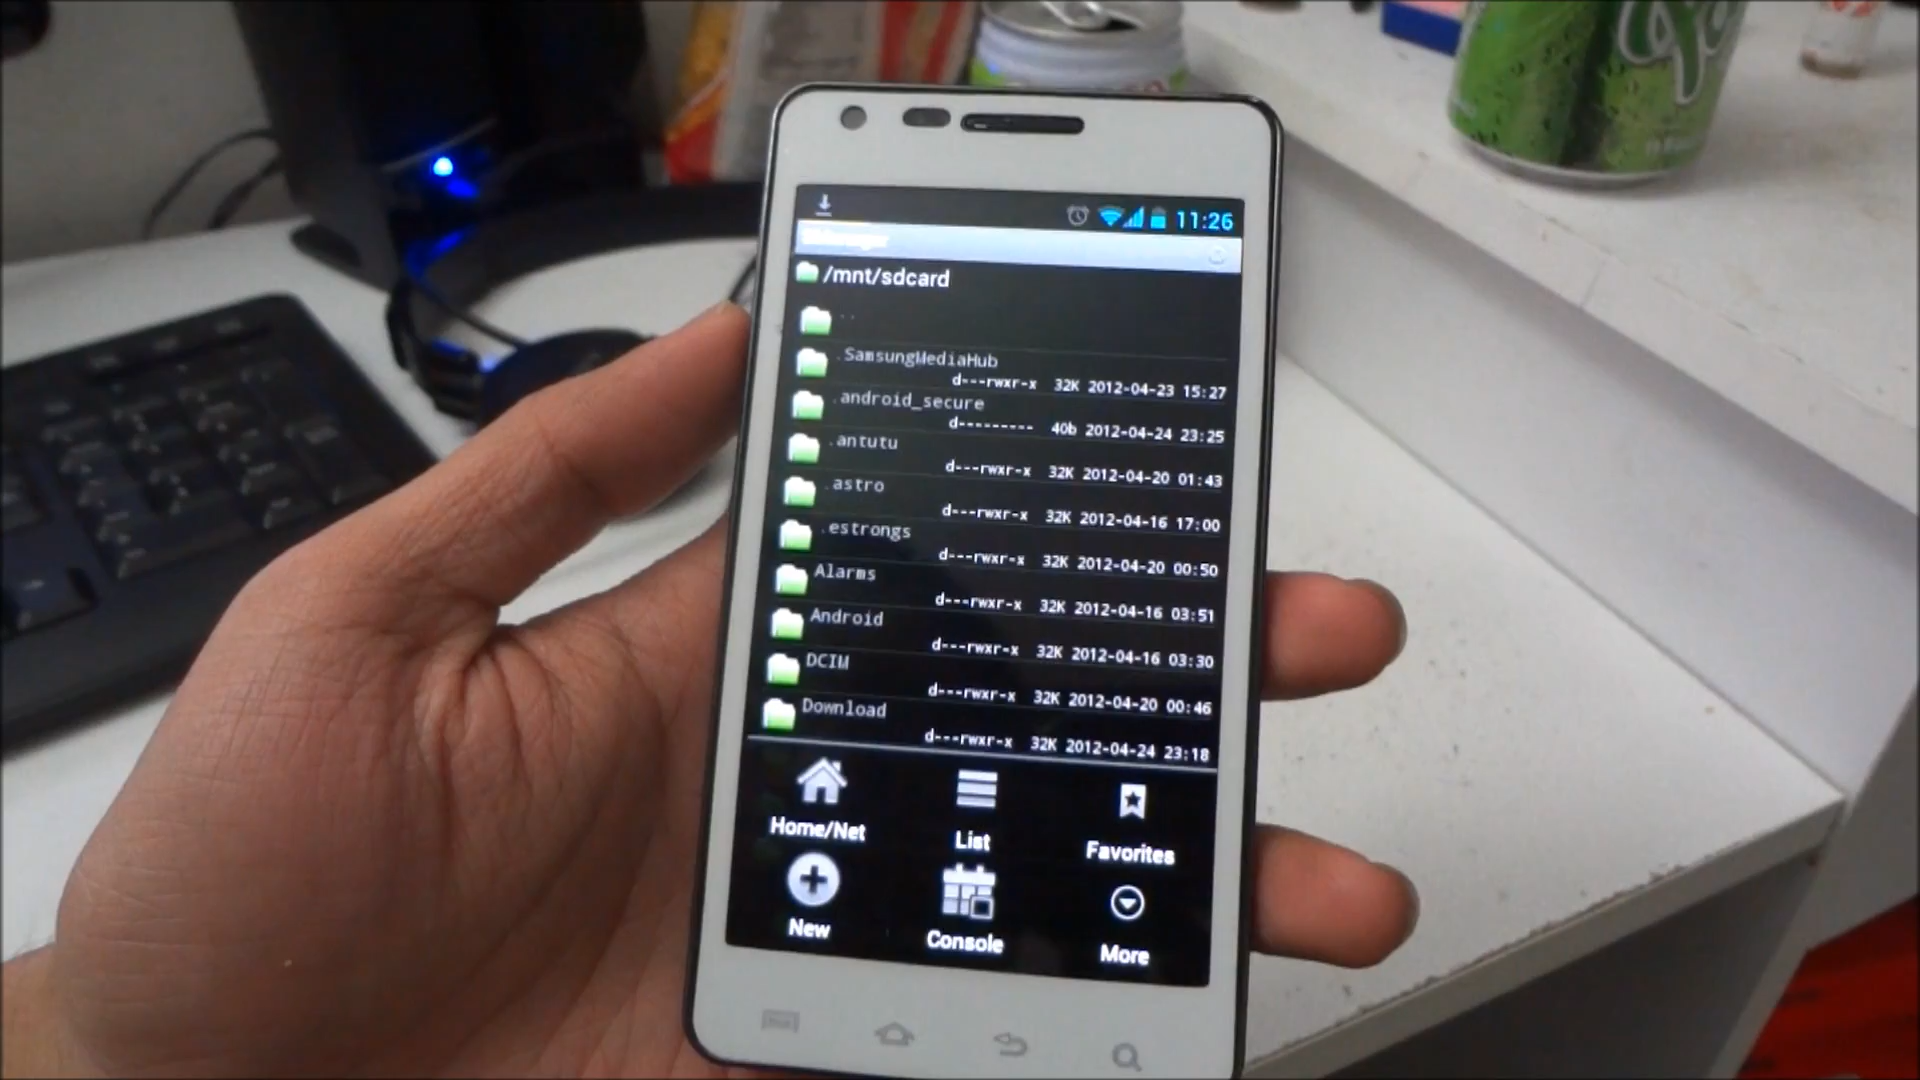 11:26
/mnt/sdcard
..
.SamsungMediaHub
d---rwxr-x 32K 2012-04-23 15:27
.android_secure
d--------- 40b 2012-04-24 23:25
.antutu
d---rwxr-x 32K 2012-04-20 01:43
.astro
d---rwxr-x 32K 2012-04-16 17:00
.estrongs
d---rwxr-x 32K 2012-04-20 00:50
Alarms
d---rwxr-x 32K 2012-04-16 03:51
Android
d---rwxr-x 32K 2012-04-16 03:30
DCIM
d---rwxr-x 32K 2012-04-20 00:46
Download
d---rwxr-x 32K 2012-04-24 23:18
Home/Net
List
Favorites
New
Console
More